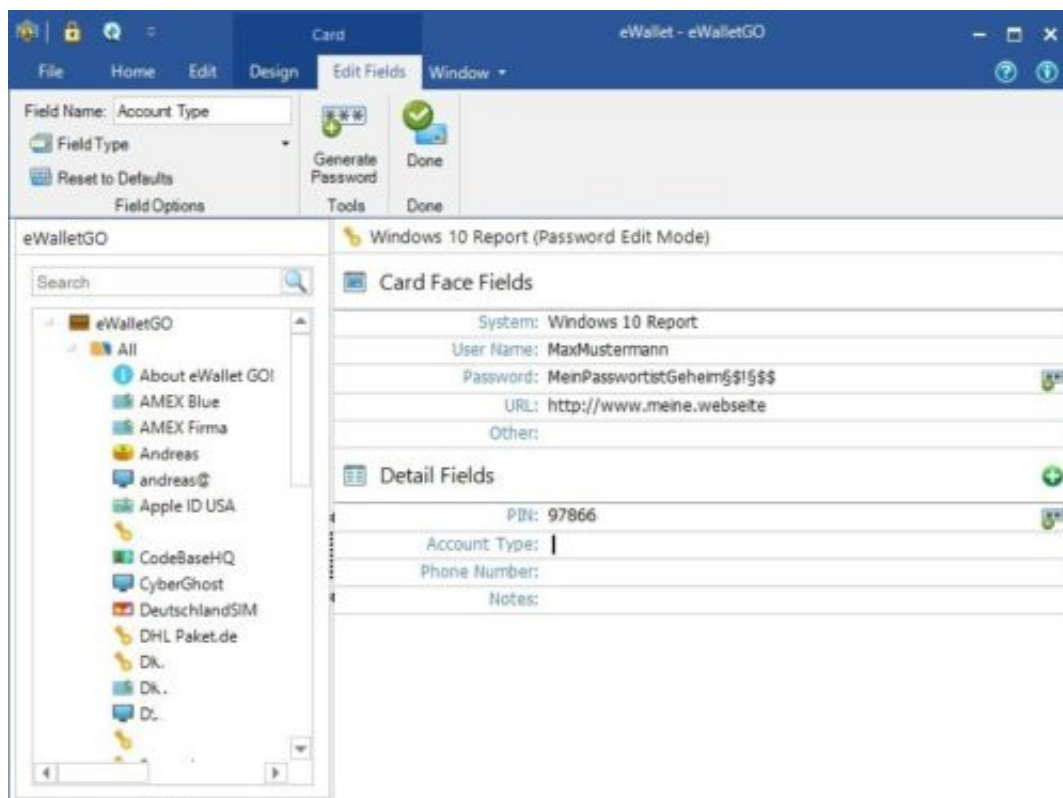 Card
eWallet - eWalletGO
File Home Edit Design Edit Fields Window
Field Name: Account Type
Field Type
Reset to Defaults
Field Options
Generate Password
Tools
Done
Done
eWalletGO
Search
eWalletGO
All
About eWallet GO!
AMEX Blue
AMEX Firma
Andreas
andreas@
Apple ID USA
CodeBaseHQ
CyberGhost
DeutschlandSIM
DHL Paket.de
Windows 10 Report (Password Edit Mode)
Card Face Fields
System: Windows 10 Report
User Name: MaxMustermann
Password: MeinPasswortistGeheim§$!§$$
URL: http://www.meine.webseite
Other:
Detail Fields
PIN: 97866
Account Type:
Phone Number:
Notes: